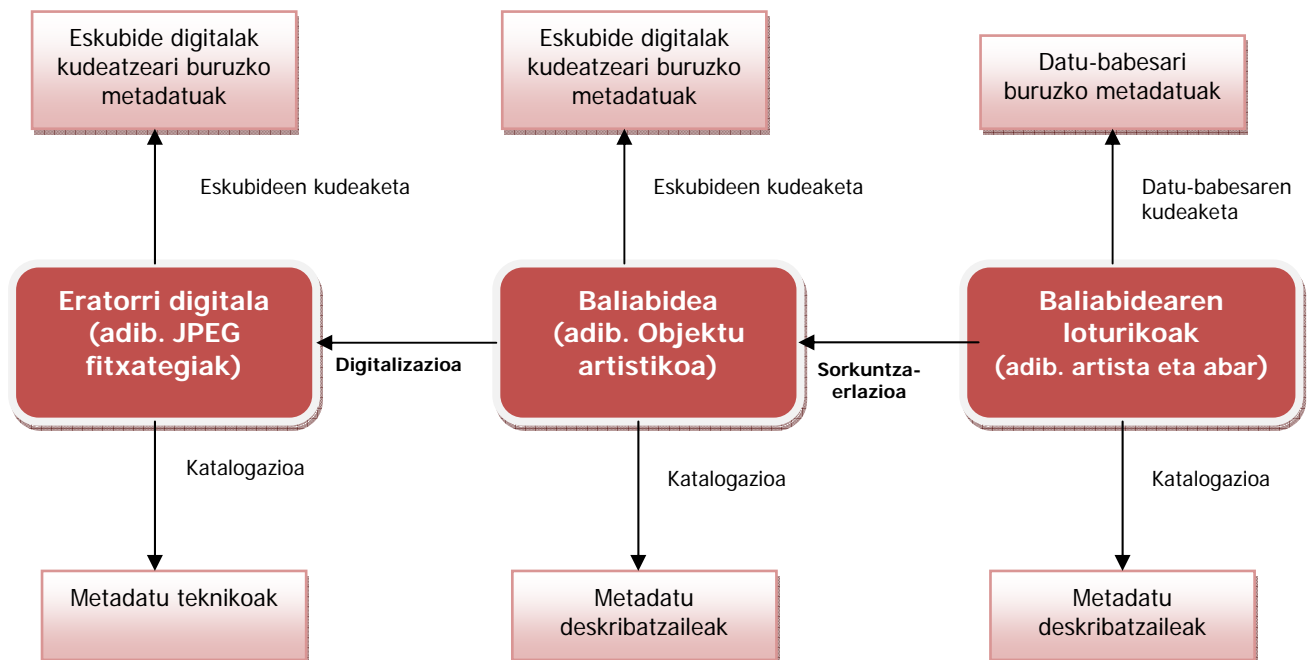 Eskubide digitalak
kudeatzeari buruzko
metadatuak
Eskubide digitalak
kudeatzeari buruzko
metadatuak
Datu-babesari
buruzko metadatuak
Eskubideen kudeaketa
Eskubideen kudeaketa
Datu-babesaren
kudeaketa
Eratorri digitala
(adib. JPEG
fitxategiak)
Digitalizazioa
Baliabidea
(adib. Objektu
artistikoa)
Sorkuntza-
erlazioa
Baliabidearen
loturikoak
(adib. artista eta abar)
Katalogazioa
Katalogazioa
Katalogazioa
Metadatu teknikoak
Metadatu
deskribatzaileak
Metadatu
deskribatzaileak